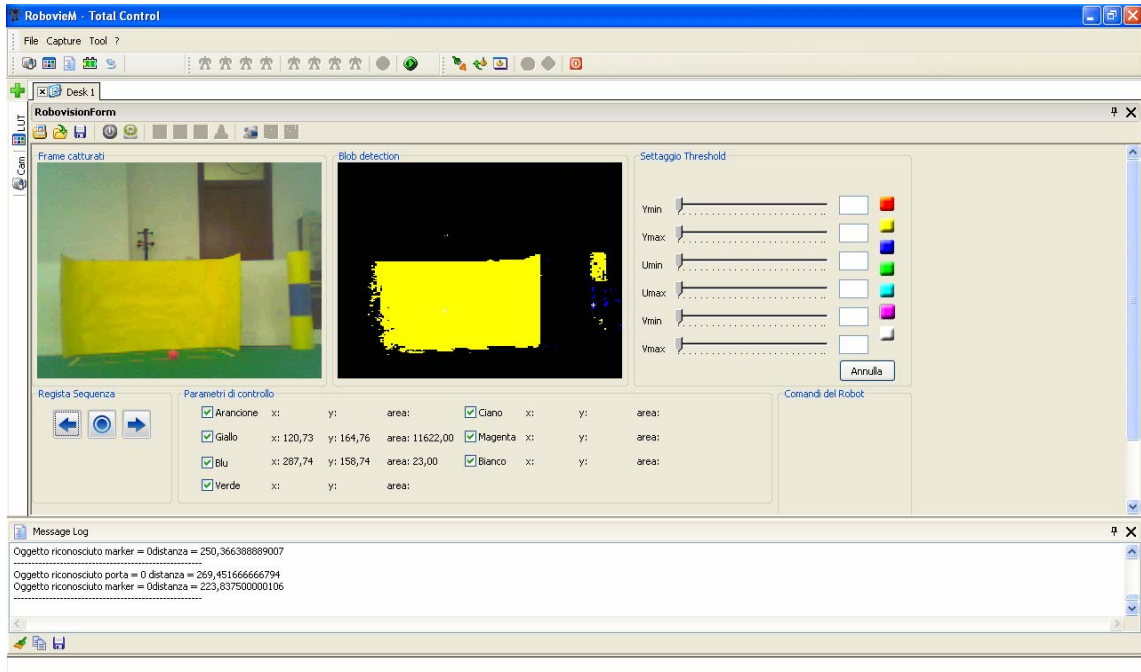 RobovieM - Total Control
File Capture Tool ?
Desk 1
LUT
Cam
RobovisionForm
Frame catturati
Blob detection
Settaggio Threshold
Ymin
Ymax
Umin
Umax
Vmin
Vmax
Annulla
Regista Sequenza
Parametri di controllo
Comandi del Robot
Arancione x: y: area: Ciano x: y: area:
Giallo x: 120,73 y: 164,76 area: 11622,00 Magenta x: y: area:
Blu x: 287,74 y: 158,74 area: 23,00 Bianco x: y: area:
Verde x: y: area:
Message Log
Oggetto riconosciuto marker = 0distanza = 250,366388889007
-----------------------------------------------------
Oggetto riconosciuto porta = 0 distanza = 269,451666666794
Oggetto riconosciuto marker = 0distanza = 223,837500000106
-----------------------------------------------------